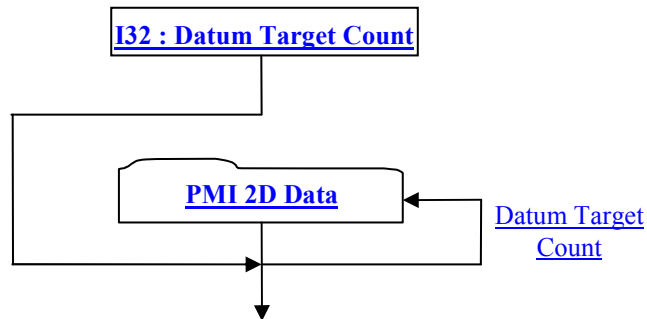 I32 : Datum Target Count
PMI 2D Data
Datum Target
Count